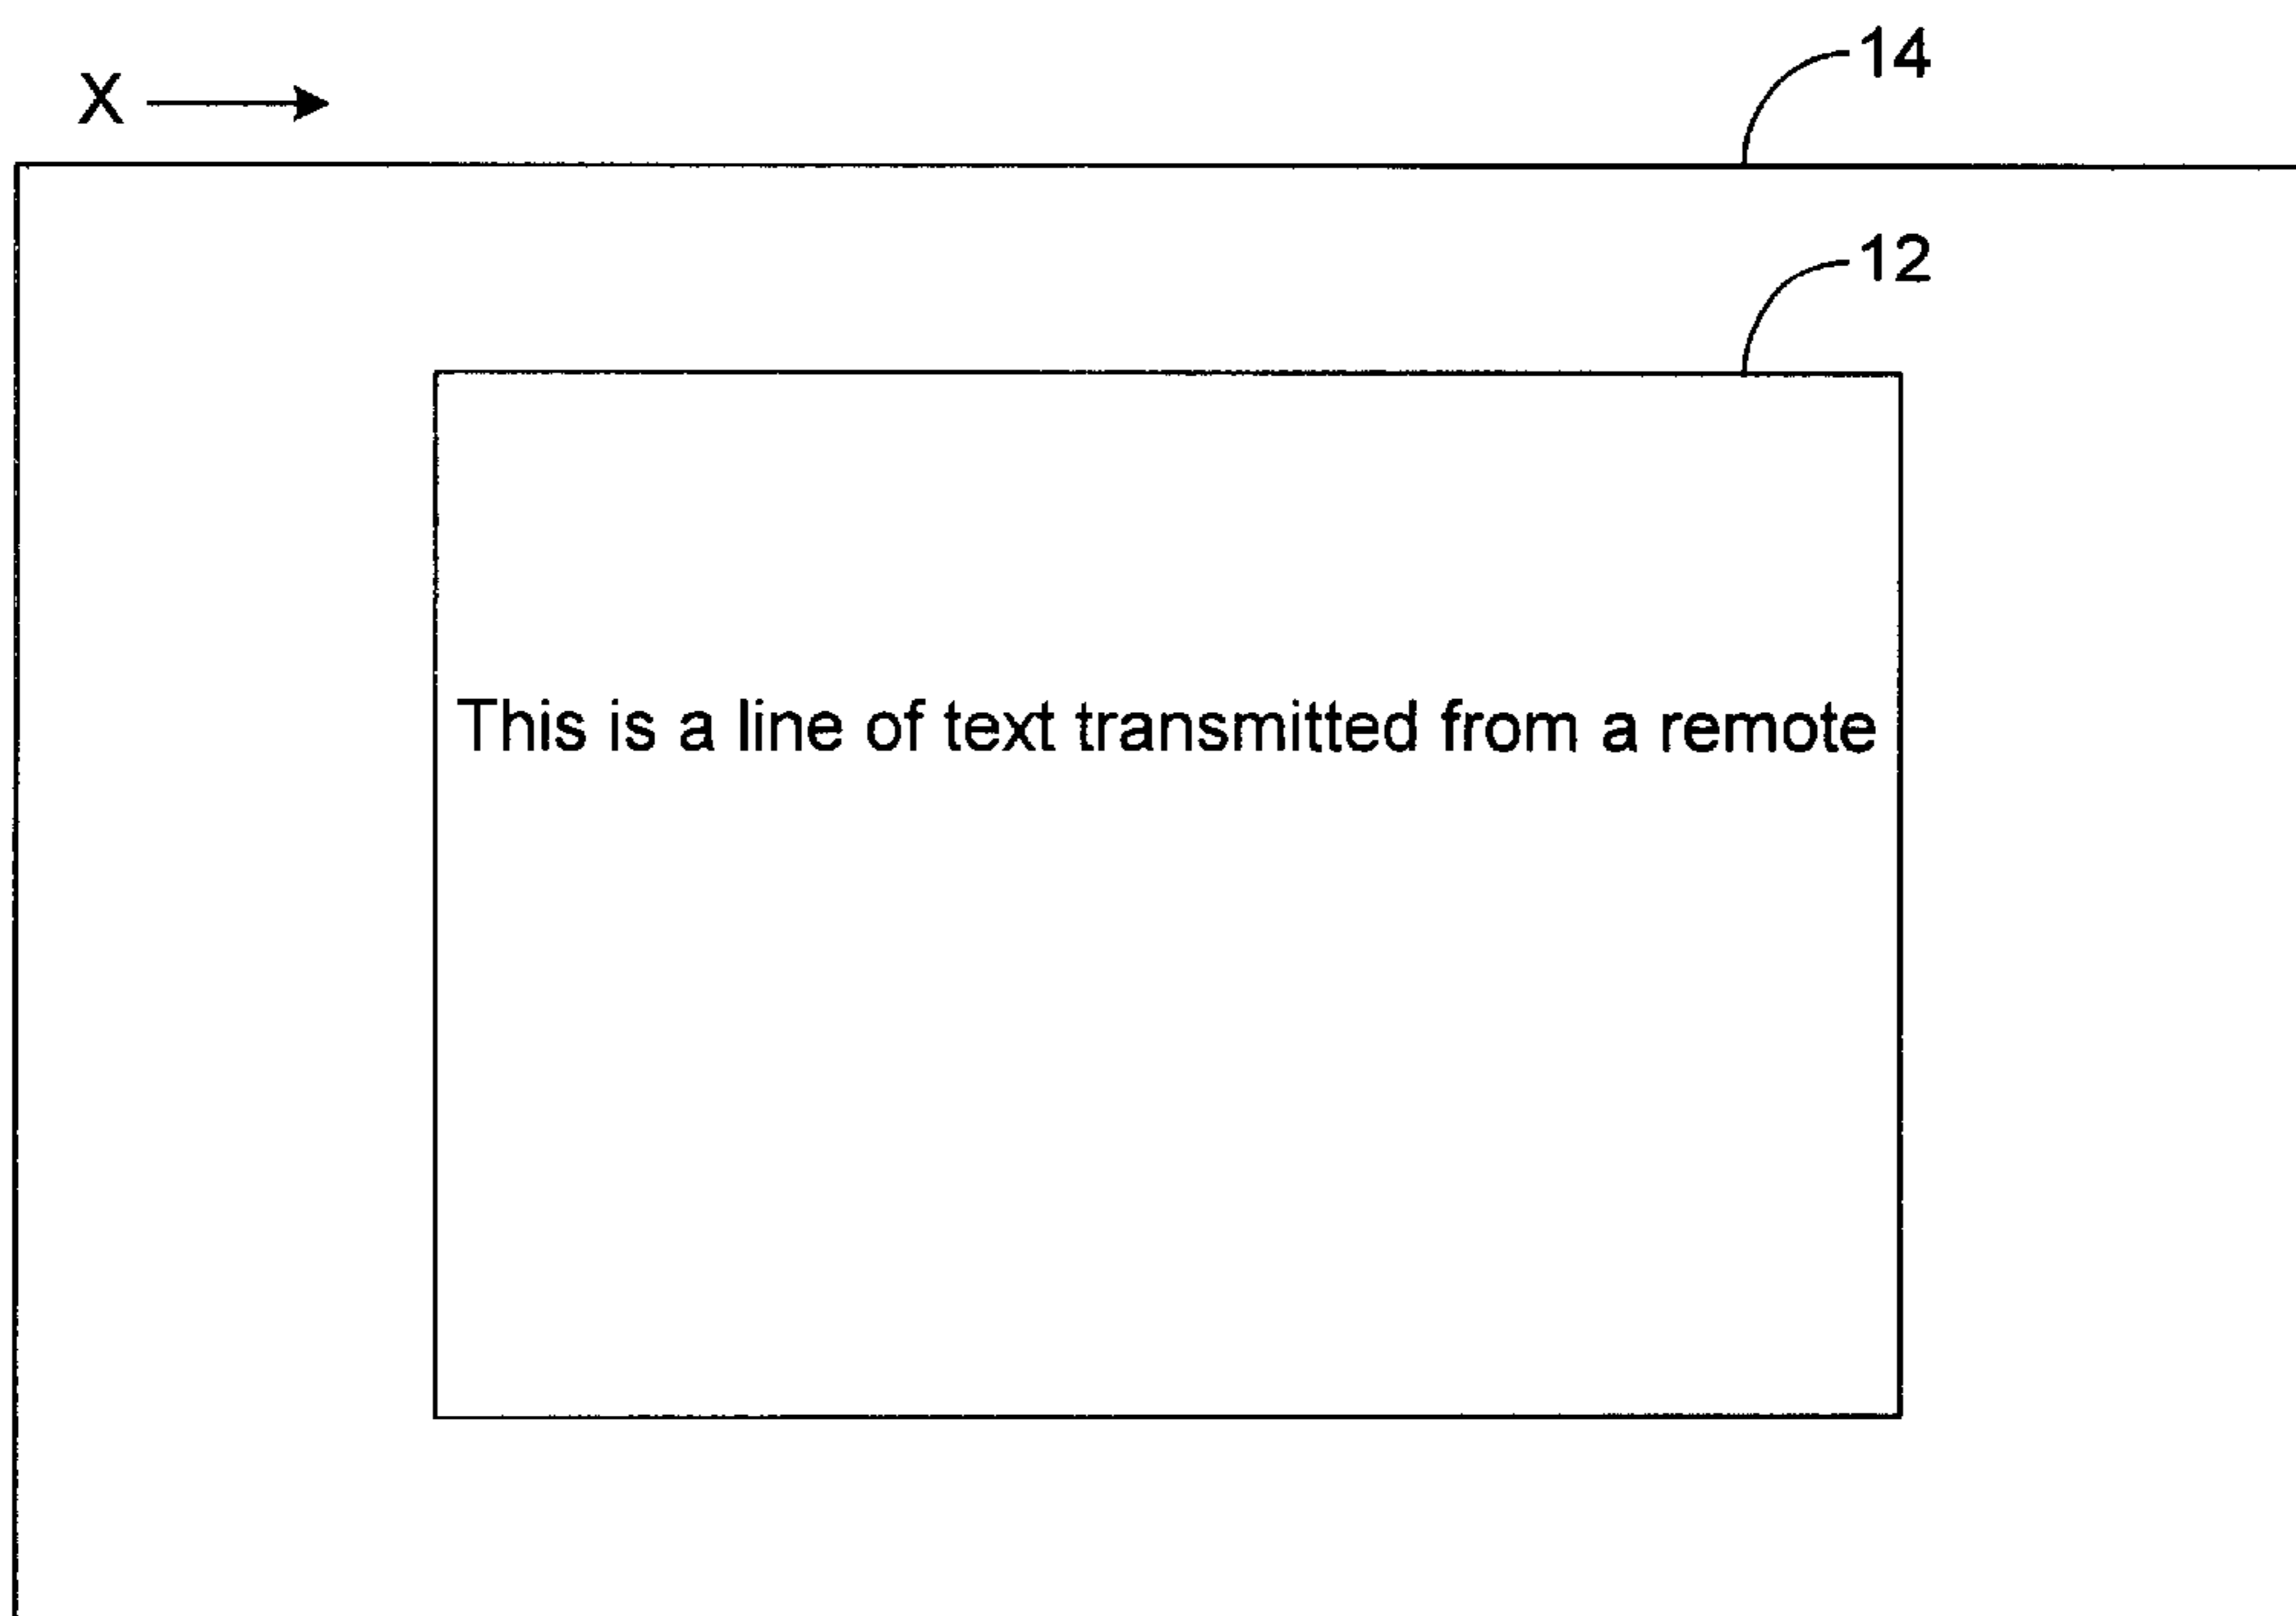 14
X
12
This is a line of text transmitted from a remote